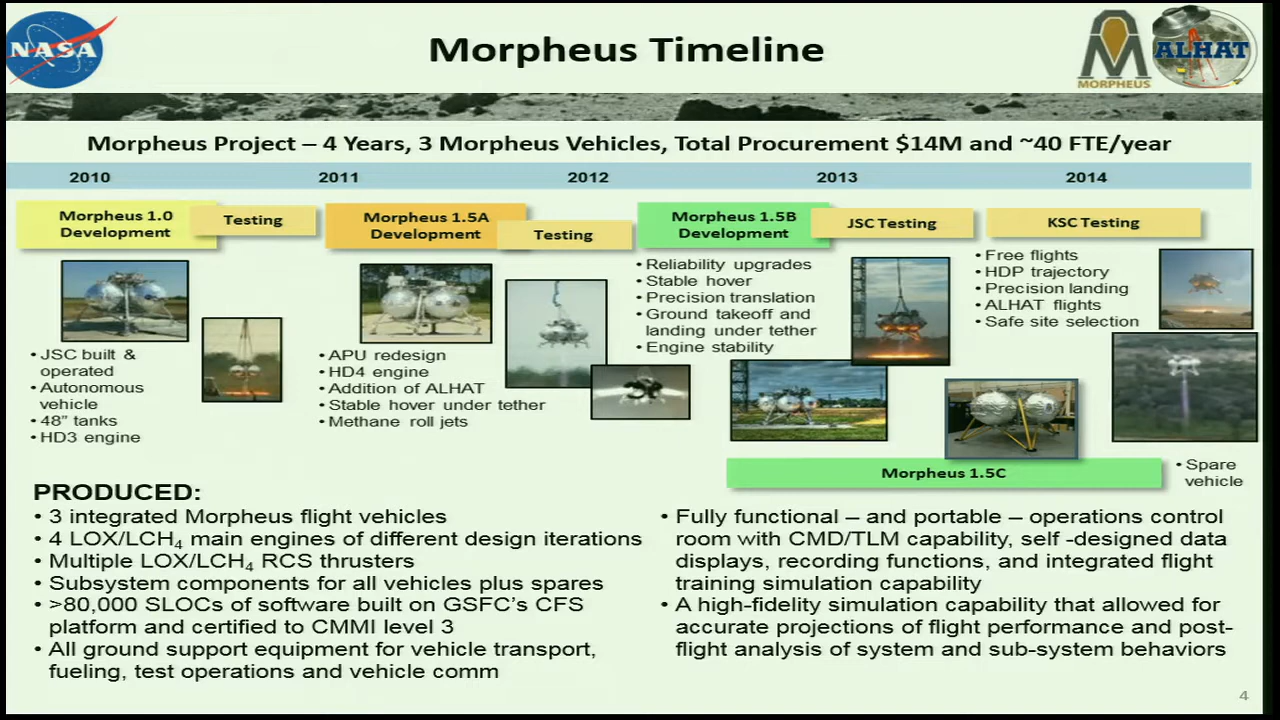 NASA
Morpheus Timeline
MORPHEUS
ALHAT
Morpheus Project – 4 Years, 3 Morpheus Vehicles, Total Procurement $14M and ~40 FTE/year
2010
2011
2012
2013
2014
Morpheus 1.0
Development
Testing
Morpheus 1.5A
Development
Testing
Morpheus 1.5B
Development
JSC Testing
KSC Testing
• JSC built &
operated
• Autonomous
vehicle
• 48" tanks
• HD3 engine
• APU redesign
• HD4 engine
• Addition of ALHAT
• Stable hover under tether
• Methane roll jets
• Reliability upgrades
• Stable hover
• Precision translation
• Ground takeoff and
landing under tether
• Engine stability
• Free flights
• HDP trajectory
• Precision landing
• ALHAT flights
• Safe site selection
Morpheus 1.5C
• Spare
vehicle
PRODUCED:
• 3 integrated Morpheus flight vehicles
• 4 LOX/LCH₄ main engines of different design iterations
• Multiple LOX/LCH₄ RCS thrusters
• Subsystem components for all vehicles plus spares
• >80,000 SLOCs of software built on GSFC's CFS
platform and certified to CMMI level 3
• All ground support equipment for vehicle transport,
fueling, test operations and vehicle comm
• Fully functional – and portable – operations control
room with CMD/TLM capability, self -designed data
displays, recording functions, and integrated flight
training simulation capability
• A high-fidelity simulation capability that allowed for
accurate projections of flight performance and post-
flight analysis of system and sub-system behaviors
4